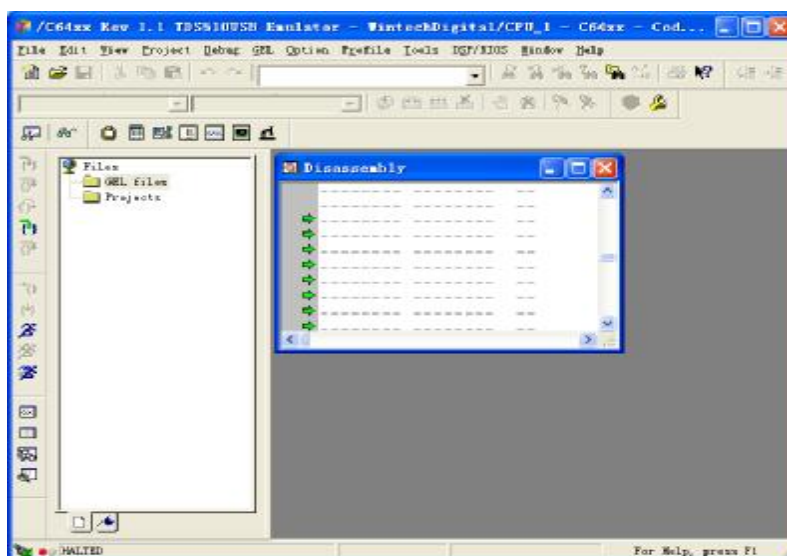 /C64xx Rev 1.1 TDS510USB Emulator - WintechDigital/CPU_1 - C64xx - Cod...
File Edit View Project Debug GEL Option Profile Tools DSP/BIOS Window Help
Files
GEL files
Projects
Disassembly
HALTED
For Help, press F1